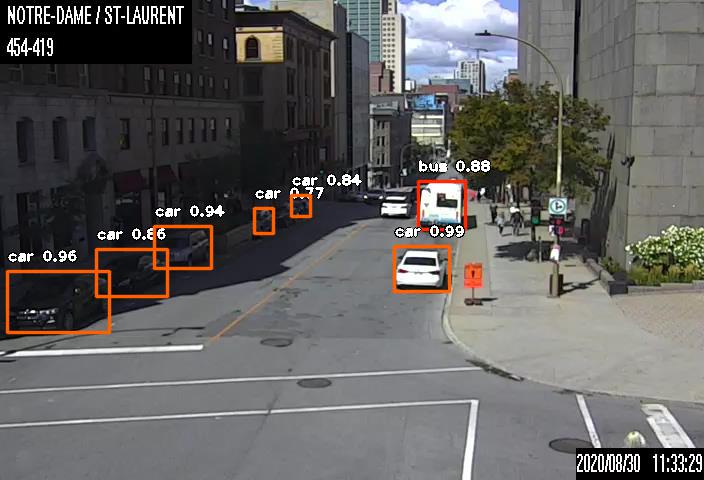 NOTRE-DAME / ST-LAURENT
454-419
car 0.84
bus 0.88
car 0.77
car 0.94
car 0.86
car 0.99
car 0.96
2020/08/30 11:33:29